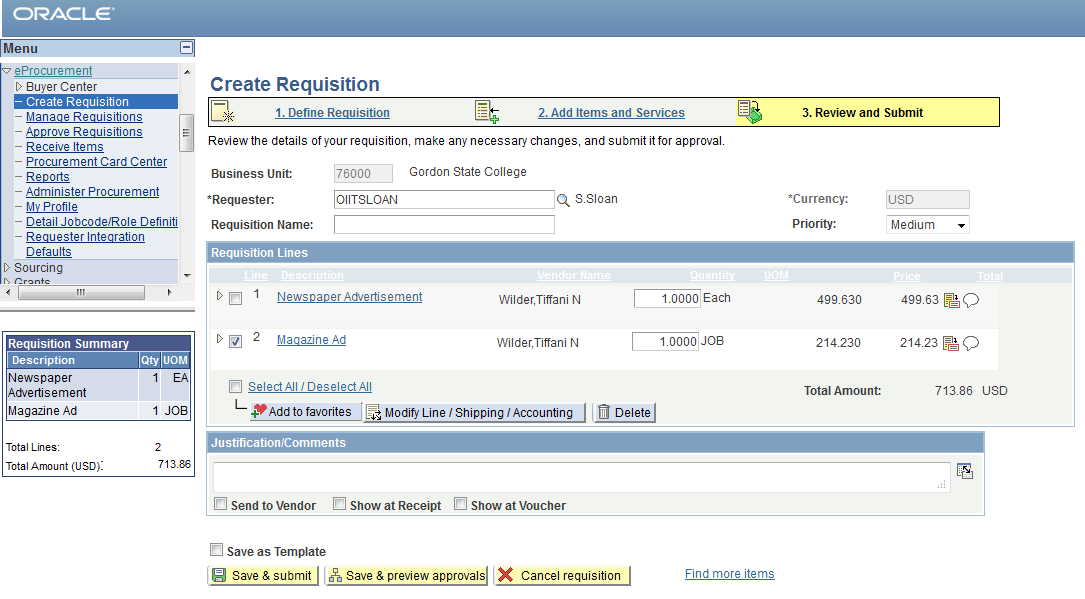 ORACLE®
Menu
eProcurement
Buyer Center
Create Requisition
Manage Requisitions
Approve Requisitions
Receive Items
Procurement Card Center
Reports
Administer Procurement
My Profile
Detail Jobcode/Role Definiti
Requester Integration
Defaults
Sourcing
Grants
Requisition Summary
Description Qty UOM
Newspaper Advertisement 1 EA
Magazine Ad 1 JOB
Total Lines: 2
Total Amount (USD): 713.86
Create Requisition
1. Define Requisition 2. Add Items and Services 3. Review and Submit
Review the details of your requisition, make any necessary changes, and submit it for approval.
Business Unit: 76000 Gordon State College
*Requester: OIITSLOAN S.Sloan *Currency: USD
Requisition Name: Priority: Medium
Requisition Lines
Line Description Vendor Name Quantity UOM Price Total
1 Newspaper Advertisement Wilder,Tiffani N 1.0000 Each 499.630 499.63
2 Magazine Ad Wilder,Tiffani N 1.0000 JOB 214.230 214.23
Select All / Deselect All Total Amount: 713.86 USD
Add to favorites Modify Line / Shipping / Accounting Delete
Justification/Comments
Send to Vendor Show at Receipt Show at Voucher
Save as Template
Save & submit Save & preview approvals Cancel requisition Find more items